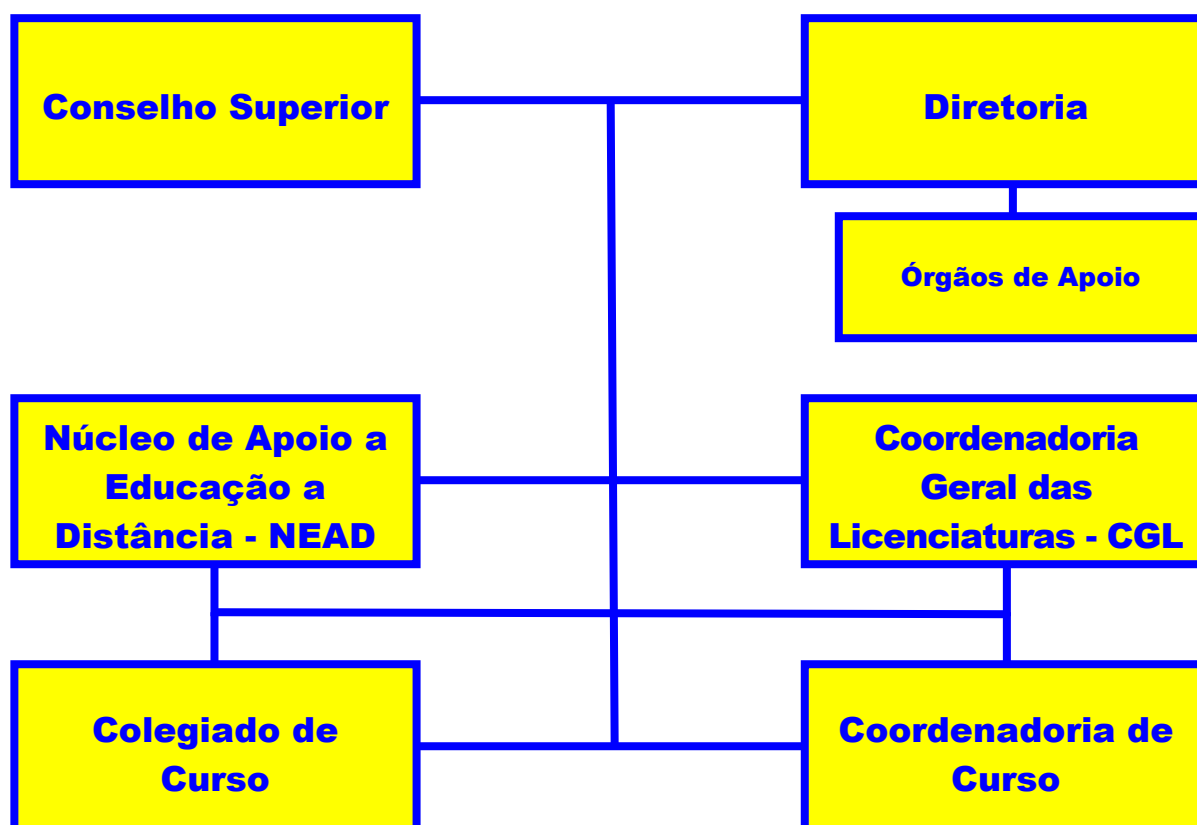 Conselho Superior
Diretoria
Órgãos de Apoio
Núcleo de Apoio a
Educação a
Distância - NEAD
Coordenadoria
Geral das
Licenciaturas - CGL
Colegiado de
Curso
Coordenadoria de
Curso